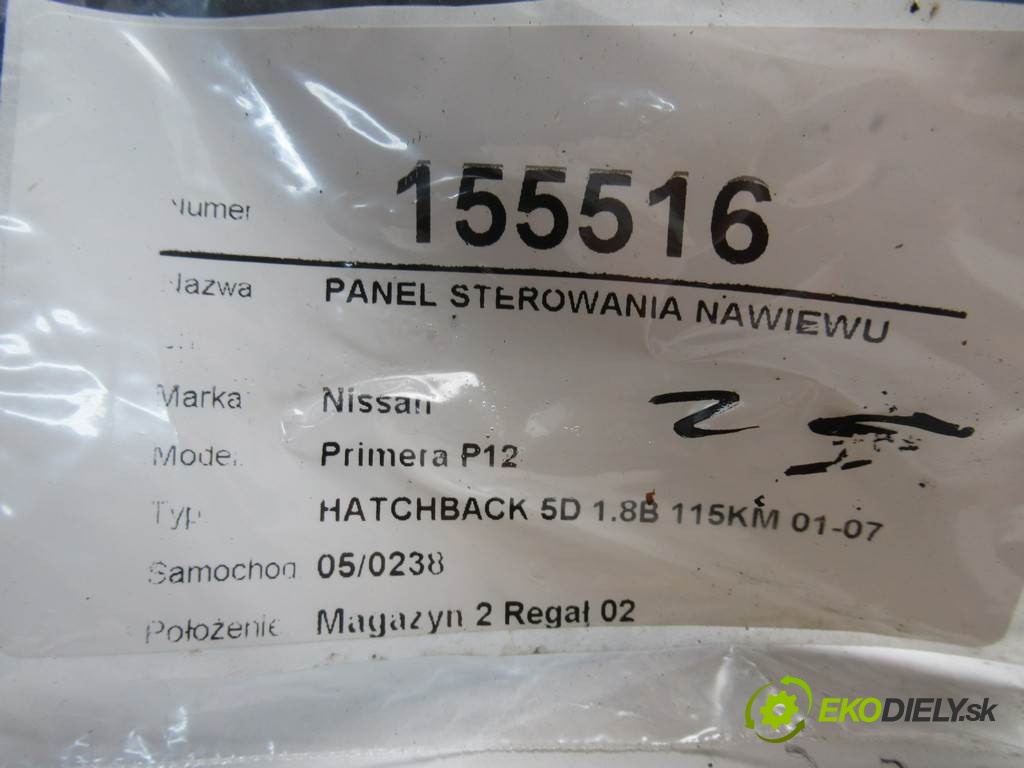 Numer 155516
Nazwa PANEL STEROWANIA NAWIEWU
Marka Nissan
Model Primera P12
Typ HATCHBACK 5D 1.8B 115KM 01-07
Samochod 05/0238
Położenie Magazyn 2 Regał 02
EKODIELY.sk